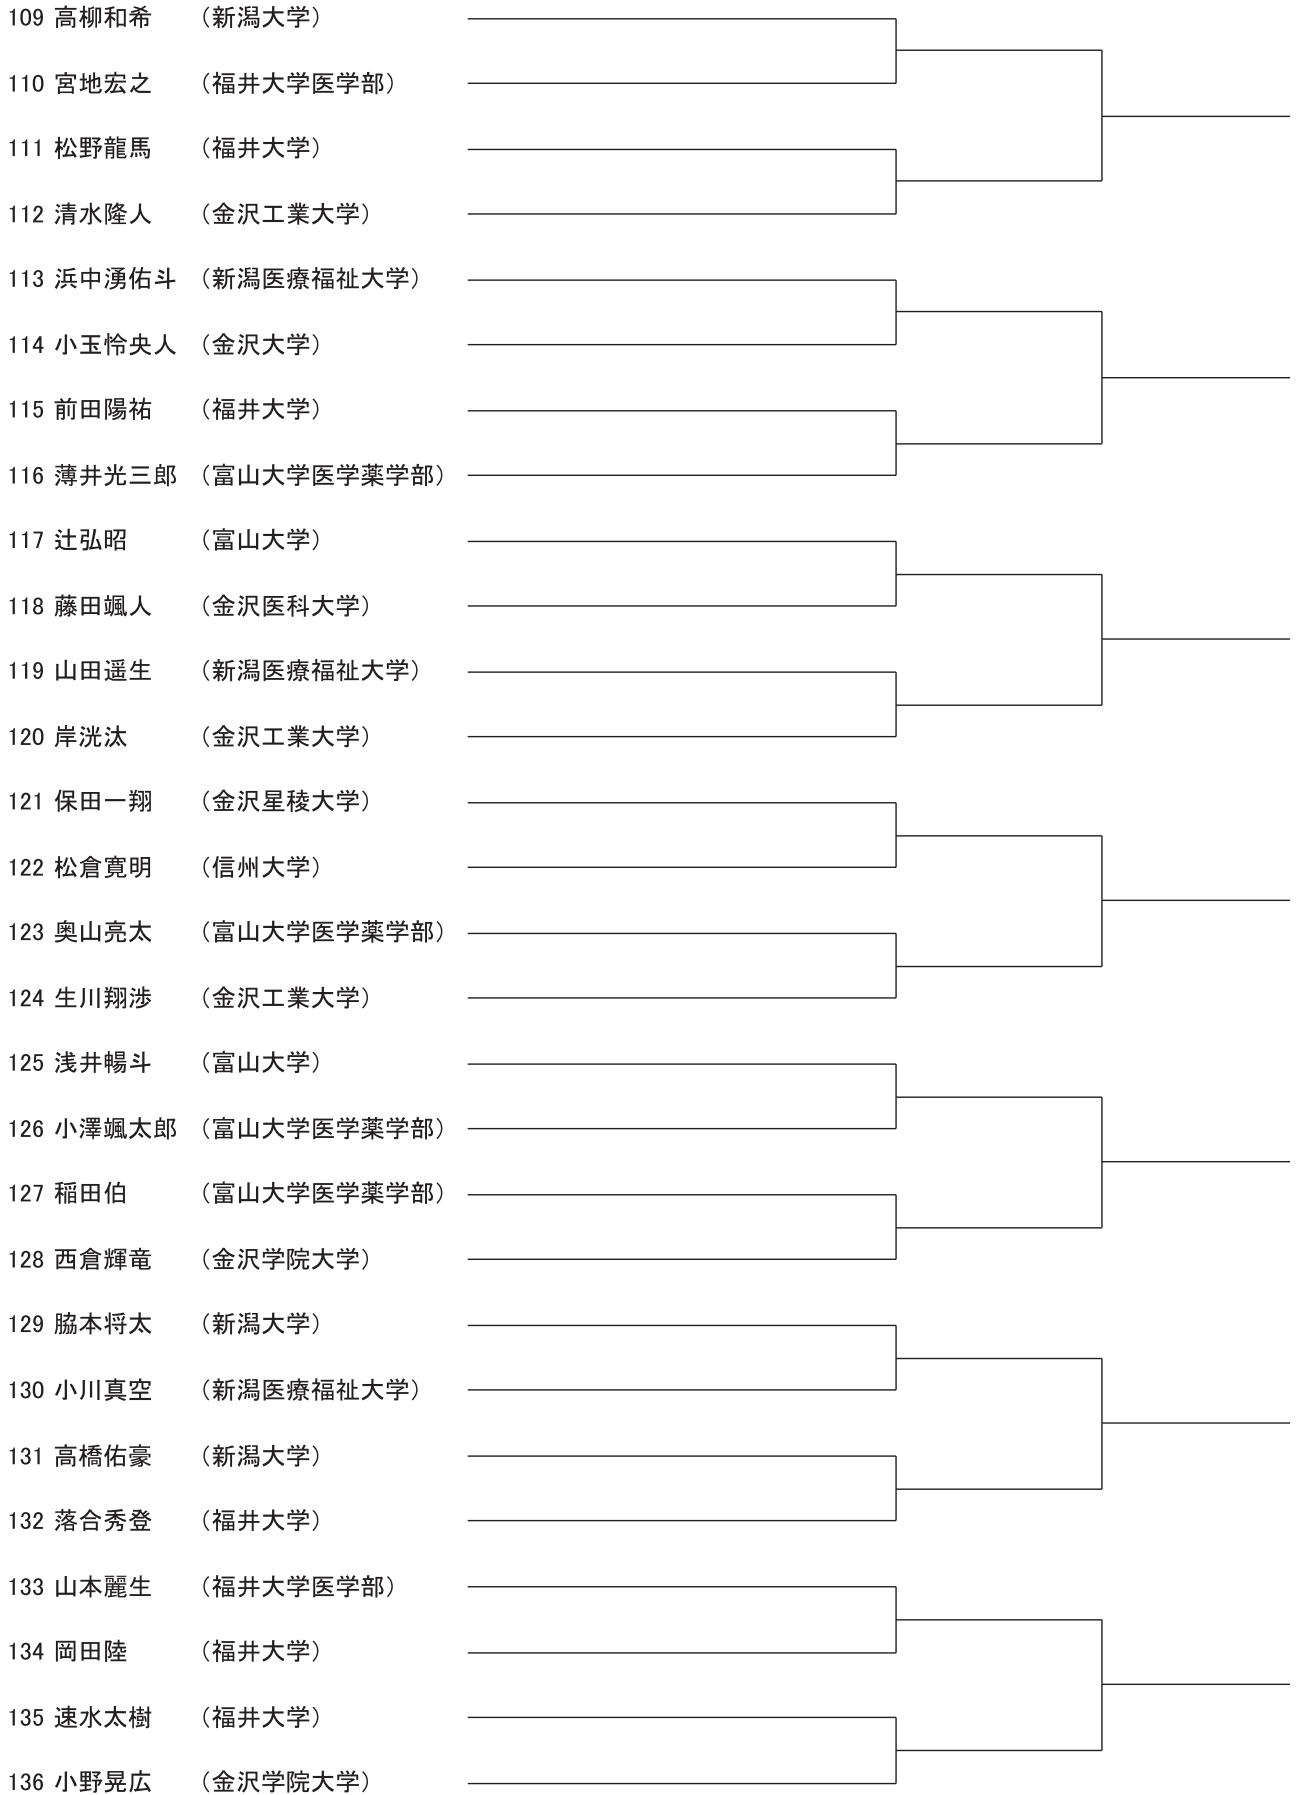 109 高柳和希 （新潟大学）
110 宮地宏之 （福井大学医学部）
111 松野龍馬 （福井大学）
112 清水隆人 （金沢工業大学）
113 浜中湧佑斗 （新潟医療福祉大学）
114 小玉怜央人 （金沢大学）
115 前田陽祐 （福井大学）
116 薄井光三郎 （富山大学医学薬学部）
117 辻弘昭 （富山大学）
118 藤田颯人 （金沢医科大学）
119 山田遥生 （新潟医療福祉大学）
120 岸洸汰 （金沢工業大学）
121 保田一翔 （金沢星稜大学）
122 松倉寛明 （信州大学）
123 奥山亮太 （富山大学医学薬学部）
124 生川翔渉 （金沢工業大学）
125 浅井暢斗 （富山大学）
126 小澤颯太郎 （富山大学医学薬学部）
127 稲田伯 （富山大学医学薬学部）
128 西倉輝竜 （金沢学院大学）
129 脇本将太 （新潟大学）
130 小川真空 （新潟医療福祉大学）
131 高橋佑豪 （新潟大学）
132 落合秀登 （福井大学）
133 山本麗生 （福井大学医学部）
134 岡田陸 （福井大学）
135 速水太樹 （福井大学）
136 小野晃広 （金沢学院大学）